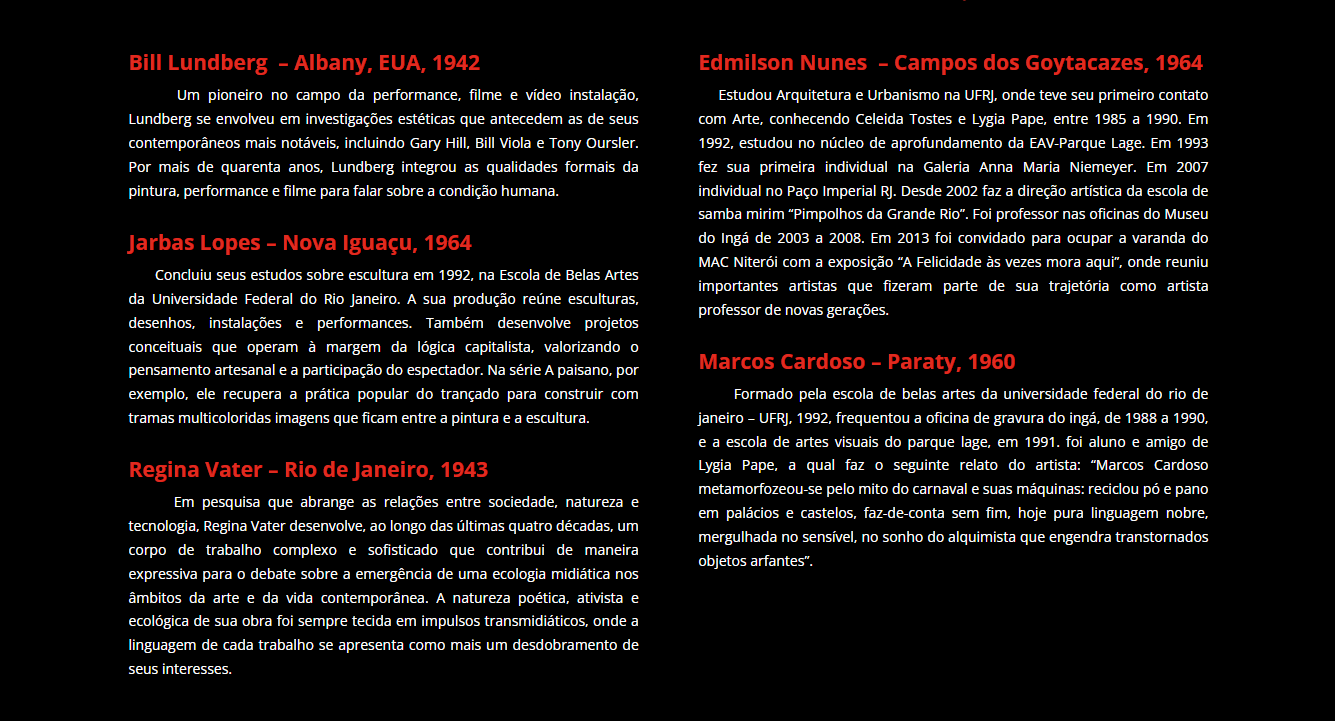 Bill Lundberg – Albany, EUA, 1942
Um pioneiro no campo da performance, filme e vídeo instalação,
Lundberg se envolveu em investigações estéticas que antecedem as de seus
contemporâneos mais notáveis, incluindo Gary Hill, Bill Viola e Tony Oursler.
Por mais de quarenta anos, Lundberg integrou as qualidades formais da
pintura, performance e filme para falar sobre a condição humana.
Jarbas Lopes – Nova Iguaçu, 1964
Concluiu seus estudos sobre escultura em 1992, na Escola de Belas Artes
da Universidade Federal do Rio Janeiro. A sua produção reúne esculturas,
desenhos, instalações e performances. Também desenvolve projetos
conceituais que operam à margem da lógica capitalista, valorizando o
pensamento artesanal e a participação do espectador. Na série A paisano, por
exemplo, ele recupera a prática popular do trançado para construir com
tramas multicoloridas imagens que ficam entre a pintura e a escultura.
Regina Vater – Rio de Janeiro, 1943
Em pesquisa que abrange as relações entre sociedade, natureza e
tecnologia, Regina Vater desenvolve, ao longo das últimas quatro décadas, um
corpo de trabalho complexo e sofisticado que contribui de maneira
expressiva para o debate sobre a emergência de uma ecologia midiática nos
âmbitos da arte e da vida contemporânea. A natureza poética, ativista e
ecológica de sua obra foi sempre tecida em impulsos transmidiáticos, onde a
linguagem de cada trabalho se apresenta como mais um desdobramento de
seus interesses.
Edmilson Nunes – Campos dos Goytacazes, 1964
Estudou Arquitetura e Urbanismo na UFRJ, onde teve seu primeiro contato
com Arte, conhecendo Celeida Tostes e Lygia Pape, entre 1985 a 1990. Em
1992, estudou no núcleo de aprofundamento da EAV-Parque Lage. Em 1993
fez sua primeira individual na Galeria Anna Maria Niemeyer. Em 2007
individual no Paço Imperial RJ. Desde 2002 faz a direção artística da escola de
samba mirim “Pimpolhos da Grande Rio”. Foi professor nas oficinas do Museu
do Ingá de 2003 a 2008. Em 2013 foi convidado para ocupar a varanda do
MAC Niterói com a exposição “A Felicidade às vezes mora aqui”, onde reuniu
importantes artistas que fizeram parte de sua trajetória como artista
professor de novas gerações.
Marcos Cardoso – Paraty, 1960
Formado pela escola de belas artes da universidade federal do rio de
janeiro – UFRJ, 1992, frequentou a oficina de gravura do ingá, de 1988 a 1990,
e a escola de artes visuais do parque lage, em 1991. foi aluno e amigo de
Lygia Pape, a qual faz o seguinte relato do artista: “Marcos Cardoso
metamorfozeou-se pelo mito do carnaval e suas máquinas: reciclou pó e pano
em palácios e castelos, faz-de-conta sem fim, hoje pura linguagem nobre,
mergulhada no sensível, no sonho do alquimista que engendra transtornados
objetos arfantes”.